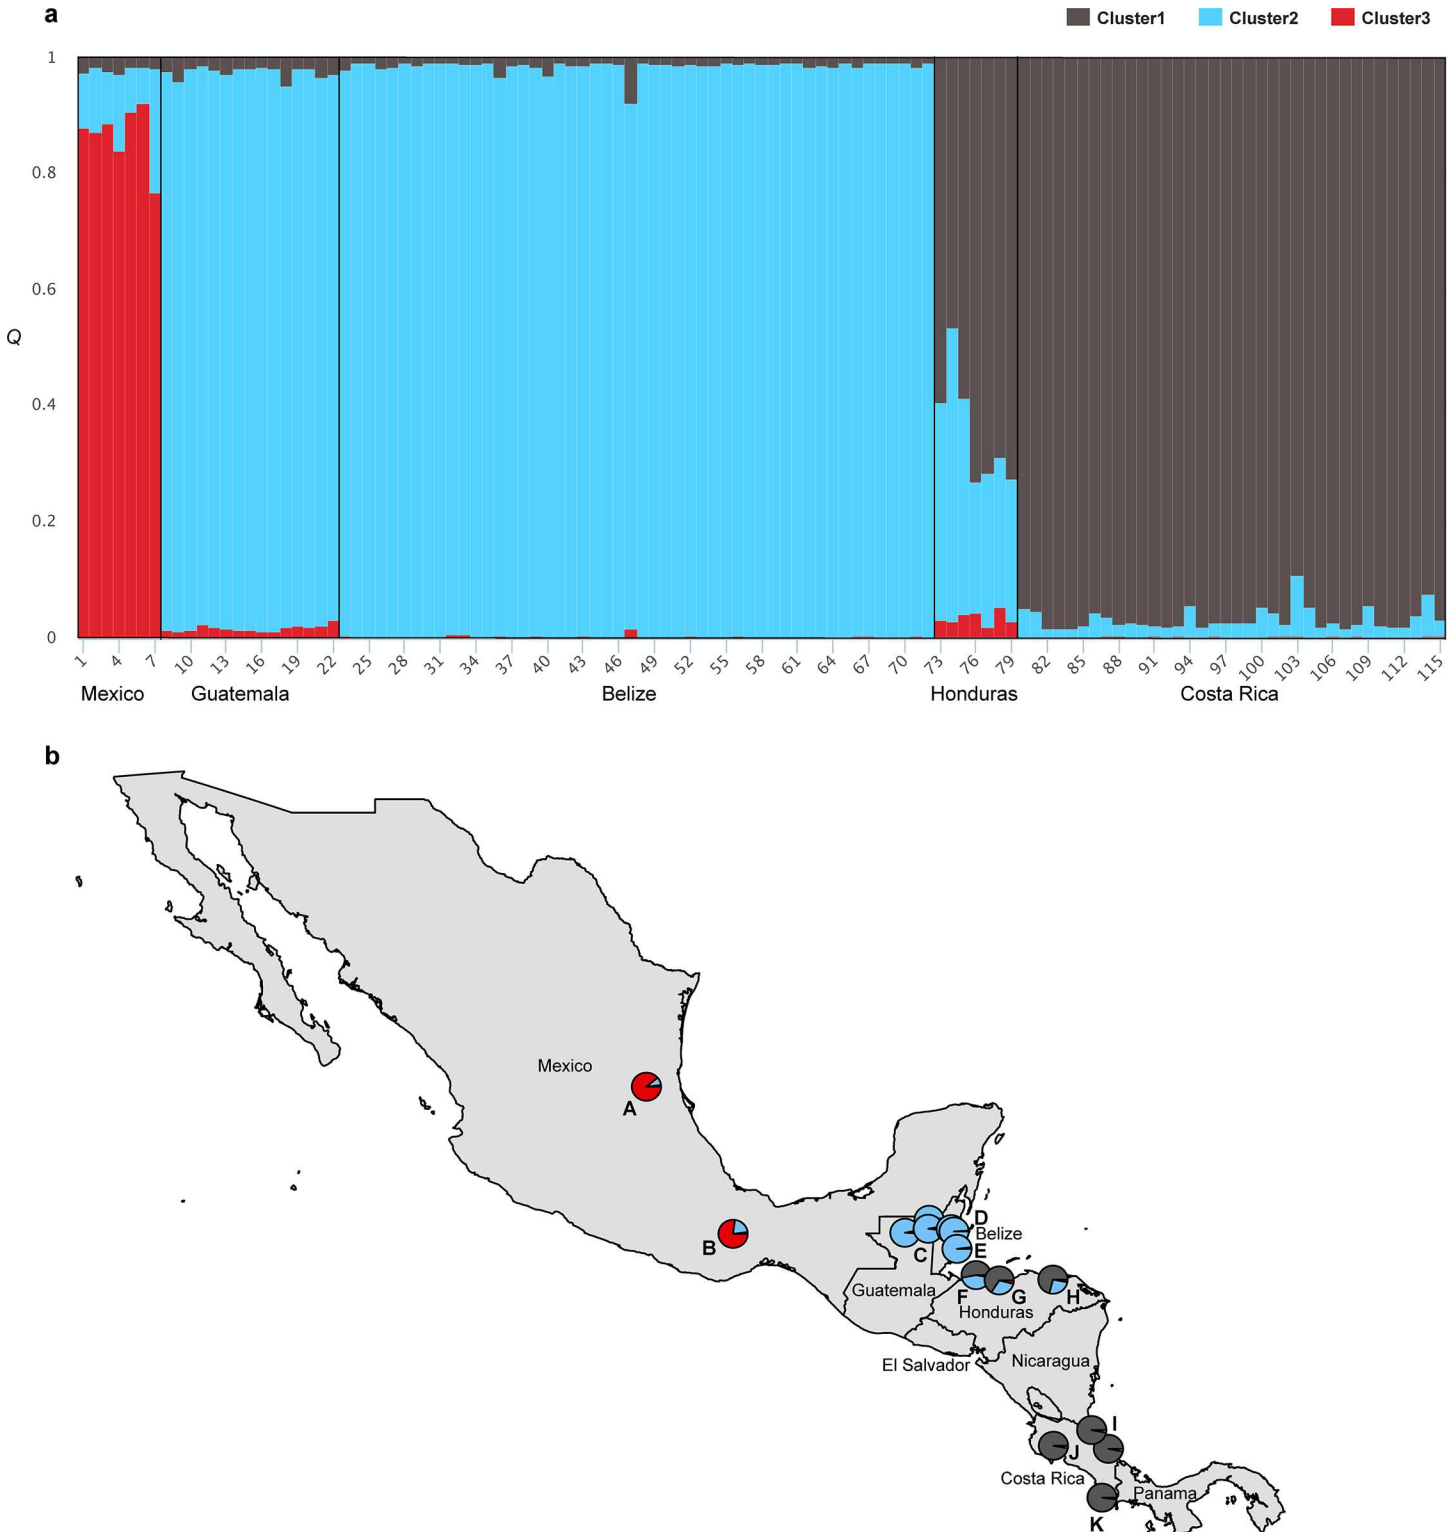 a
Cluster1 Cluster2 Cluster3
1
0.8
0.6
Q
0.4
0.2
0
1 4 7 10 13 16 19 22 25 28 31 34 37 40 43 46 49 52 55 58 61 64 67 70 73 76 79 82 85 88 91 94 97 100 103 106 109 112 115
Mexico Guatemala Belize Honduras Costa Rica
b
Mexico
A
B
D
Belize
C E
Guatemala
F G H
Honduras
El Salvador Nicaragua
I
J
Costa Rica
Panama
K